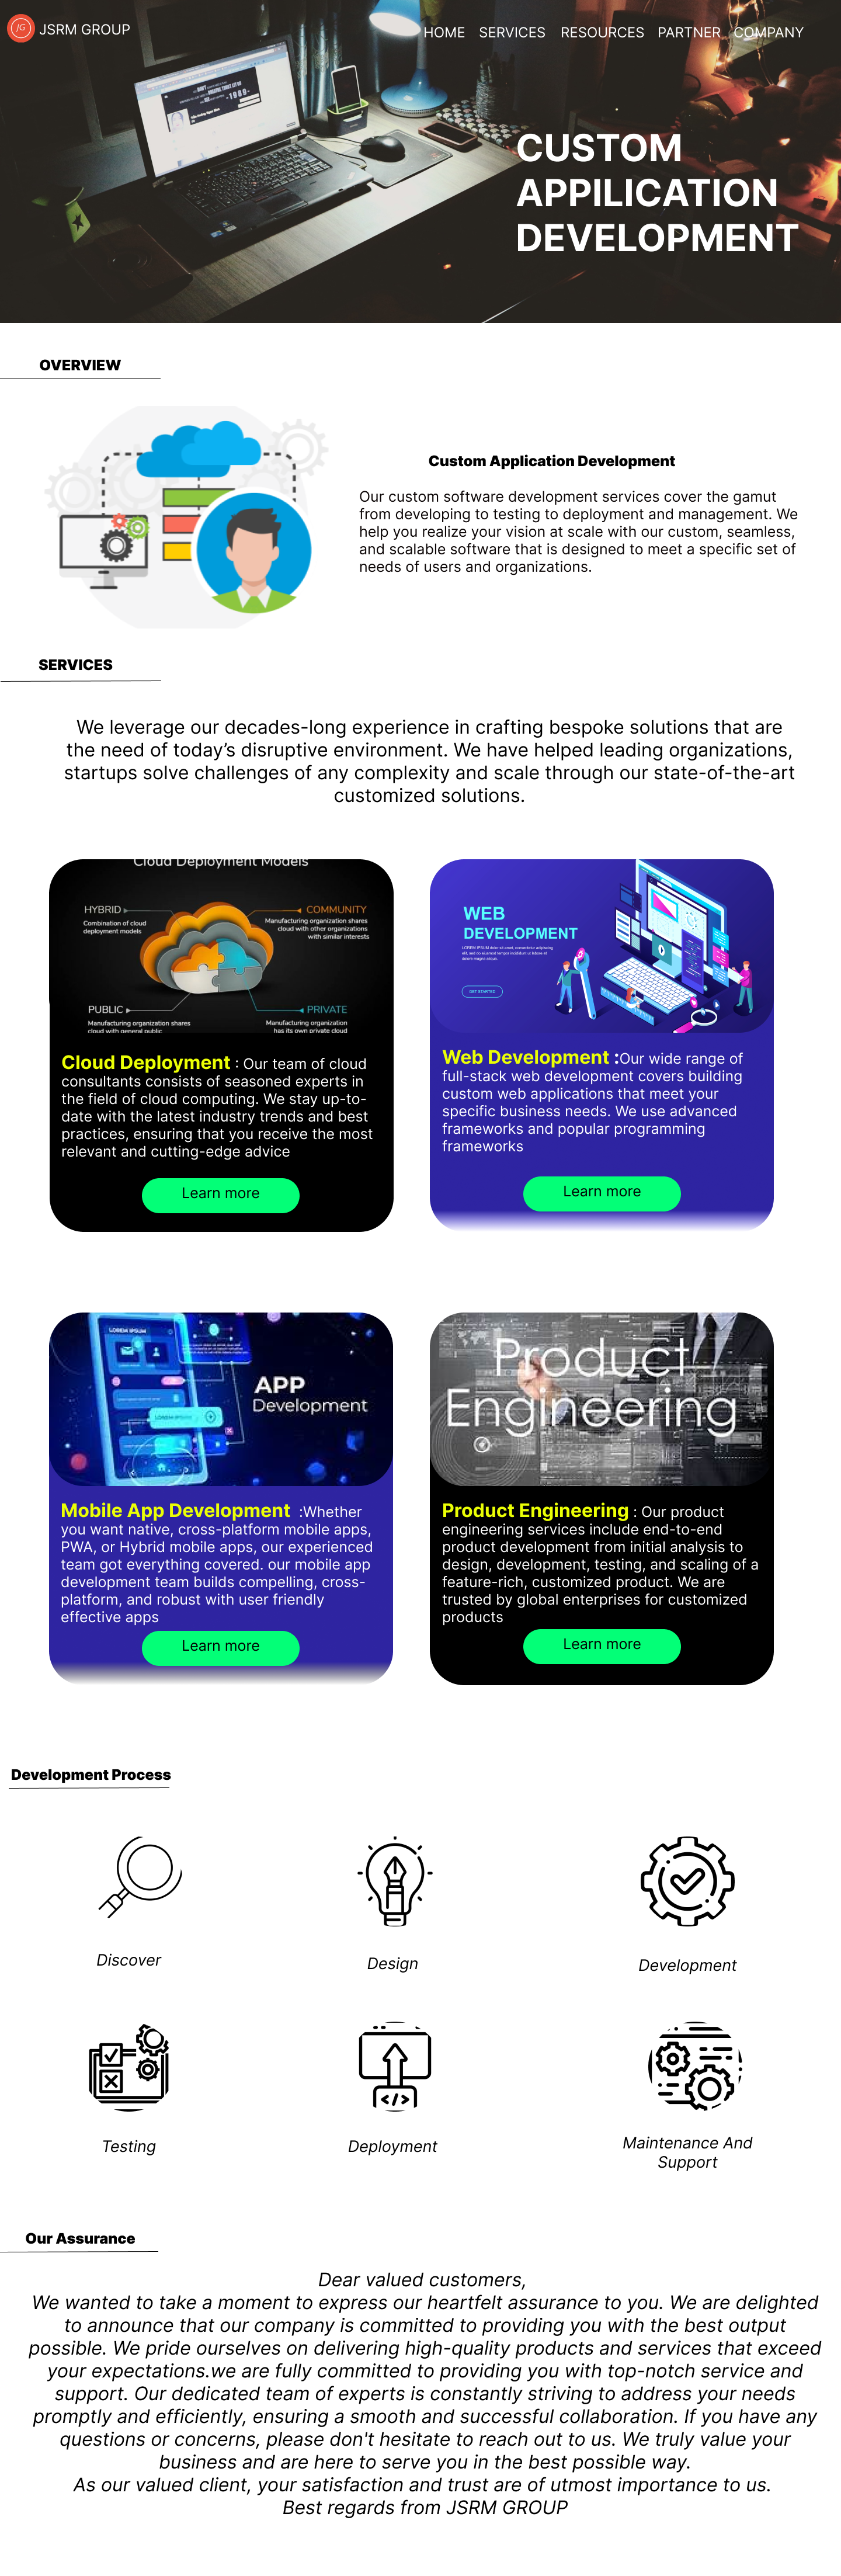 JG
JSRM GROUP
HOME SERVICES RESOURCES PARTNER COMPANY
CUSTOM
APPILICATION
DEVELOPMENT
OVERVIEW
Custom Application Development
Our custom software development services cover the gamut
from developing to testing to deployment and management. We
help you realize your vision at scale with our custom, seamless,
and scalable software that is designed to meet a specific set of
needs of users and organizations.
SERVICES
We leverage our decades-long experience in crafting bespoke solutions that are
the need of today’s disruptive environment. We have helped leading organizations,
startups solve challenges of any complexity and scale through our state-of-the-art
customized solutions.
Cloud Deployment Models
HYBRID
Combination of cloud
deployment models
COMMUNITY
Manufacturing organization shares
cloud with other organizations
with similar interests
PUBLIC
Manufacturing organization shares
cloud with general public
PRIVATE
Manufacturing organization
has its own private cloud
Cloud Deployment : Our team of cloud
consultants consists of seasoned experts in
the field of cloud computing. We stay up-to-
date with the latest industry trends and best
practices, ensuring that you receive the most
relevant and cutting-edge advice
Learn more
WEB
DEVELOPMENT
GET STARTED
Web Development :Our wide range of
full-stack web development covers building
custom web applications that meet your
specific business needs. We use advanced
frameworks and popular programming
frameworks
Learn more
LOREM IPSUM
LOREM IPSUM
APP
Development
Mobile App Development :Whether
you want native, cross-platform mobile apps,
PWA, or Hybrid mobile apps, our experienced
team got everything covered. our mobile app
development team builds compelling, cross-
platform, and robust with user friendly
effective apps
Learn more
Product
Engineering
Product Engineering : Our product
engineering services include end-to-end
product development from initial analysis to
design, development, testing, and scaling of a
feature-rich, customized product. We are
trusted by global enterprises for customized
products
Learn more
Development Process
Discover
Design
Development
</>
Testing
Deployment
Maintenance And
Support
Our Assurance
Dear valued customers,
We wanted to take a moment to express our heartfelt assurance to you. We are delighted
to announce that our company is committed to providing you with the best output
possible. We pride ourselves on delivering high-quality products and services that exceed
your expectations.we are fully committed to providing you with top-notch service and
support. Our dedicated team of experts is constantly striving to address your needs
promptly and efficiently, ensuring a smooth and successful collaboration. If you have any
questions or concerns, please don't hesitate to reach out to us. We truly value your
business and are here to serve you in the best possible way.
As our valued client, your satisfaction and trust are of utmost importance to us.
Best regards from JSRM GROUP